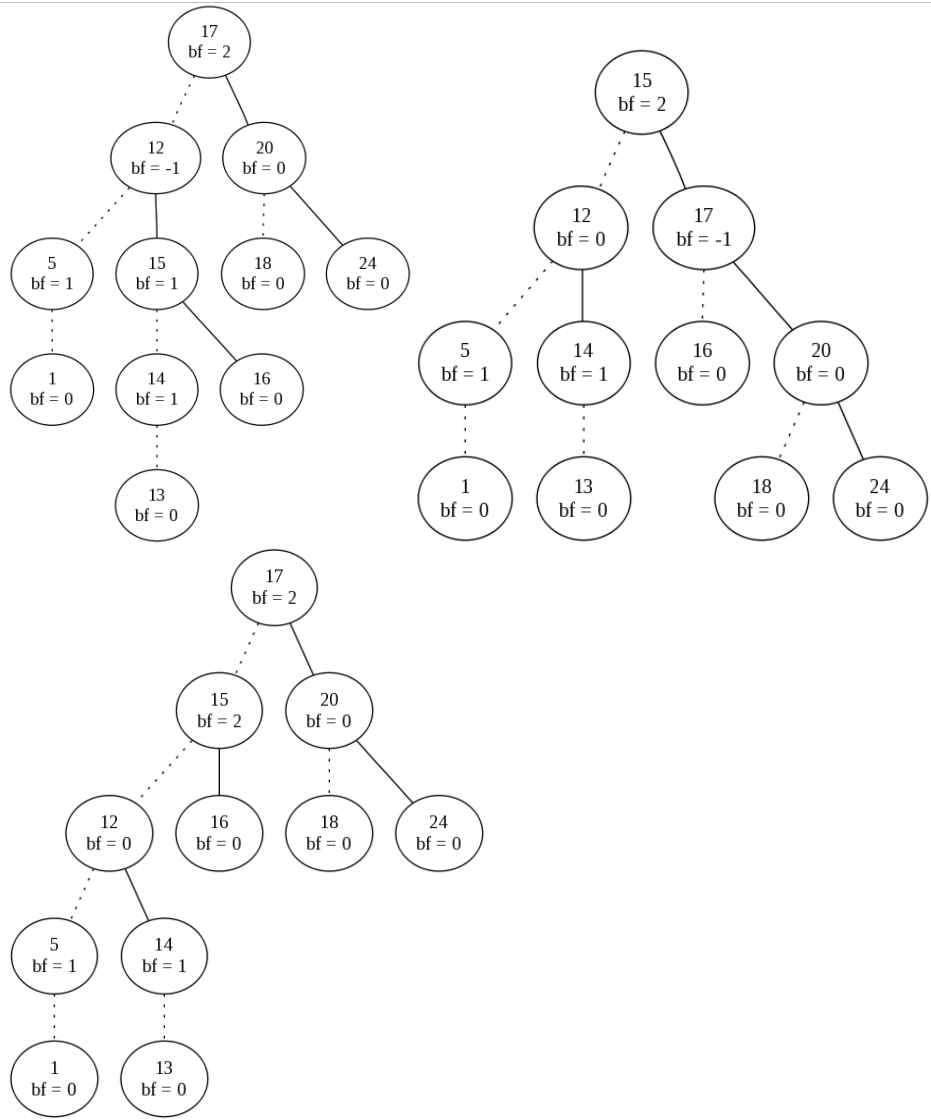 17
bf = 2
12
bf = -1
20
bf = 0
5
bf = 1
15
bf = 1
18
bf = 0
24
bf = 0
1
bf = 0
14
bf = 1
16
bf = 0
13
bf = 0
15
bf = 2
12
bf = 0
17
bf = -1
5
bf = 1
14
bf = 1
16
bf = 0
20
bf = 0
1
bf = 0
13
bf = 0
18
bf = 0
24
bf = 0
17
bf = 2
15
bf = 2
20
bf = 0
12
bf = 0
16
bf = 0
18
bf = 0
24
bf = 0
5
bf = 1
14
bf = 1
1
bf = 0
13
bf = 0